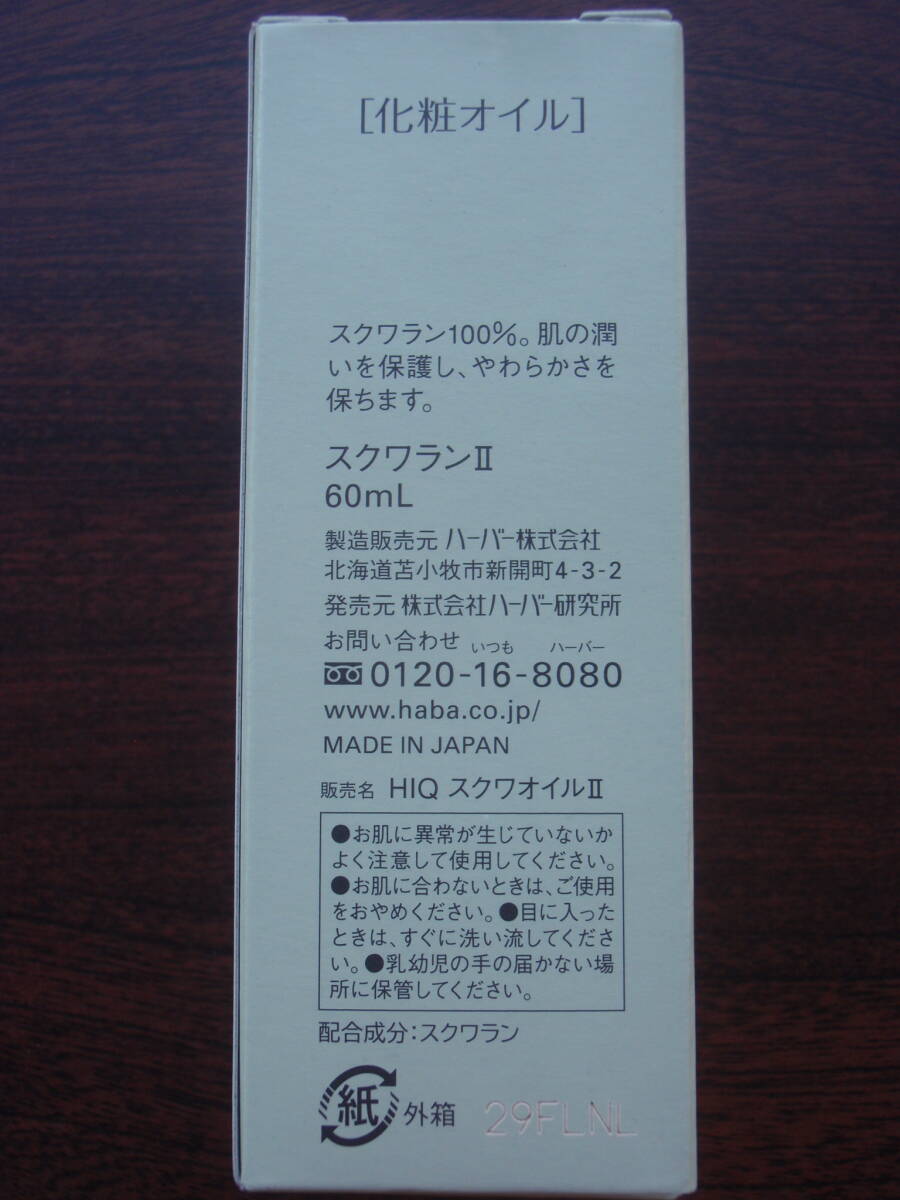 [化粧オイル]
スクワラン100%。肌の潤
いを保護し、やわらかさを
保ちます。
スクワランⅡ
60mL
製造販売元 ハーバー株式会社
北海道苫小牧市新開町4-3-2
発売元 株式会社ハーバー研究所
お問い合わせ いつも ハーバー
0120-16-8080
www.haba.co.jp/
MADE IN JAPAN
販売名 HIQ スクワオイルⅡ
●お肌に異常が生じていないか
よく注意して使用してください。
●お肌に合わないときは、ご使用
をおやめください。●目に入った
ときは、すぐに洗い流してくださ
い。●乳幼児の手の届かない場
所に保管してください。
配合成分：スクワラン
紙 外箱 29FLNL